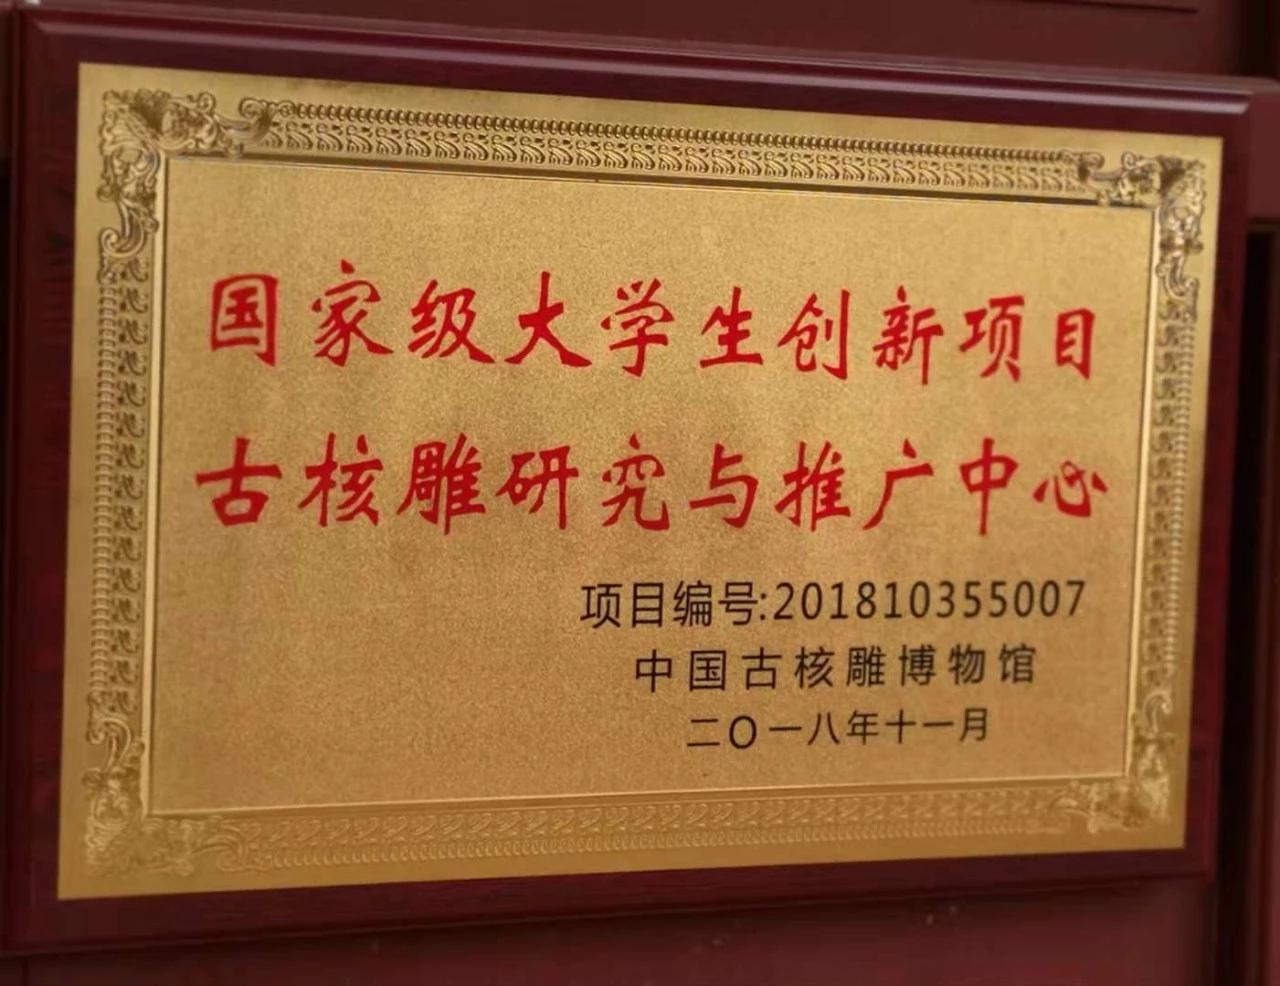 国家级大学生创新项目
古核雕研究与推广中心
项目编号:201810355007
中国古核雕博物馆
二〇一八年十一月